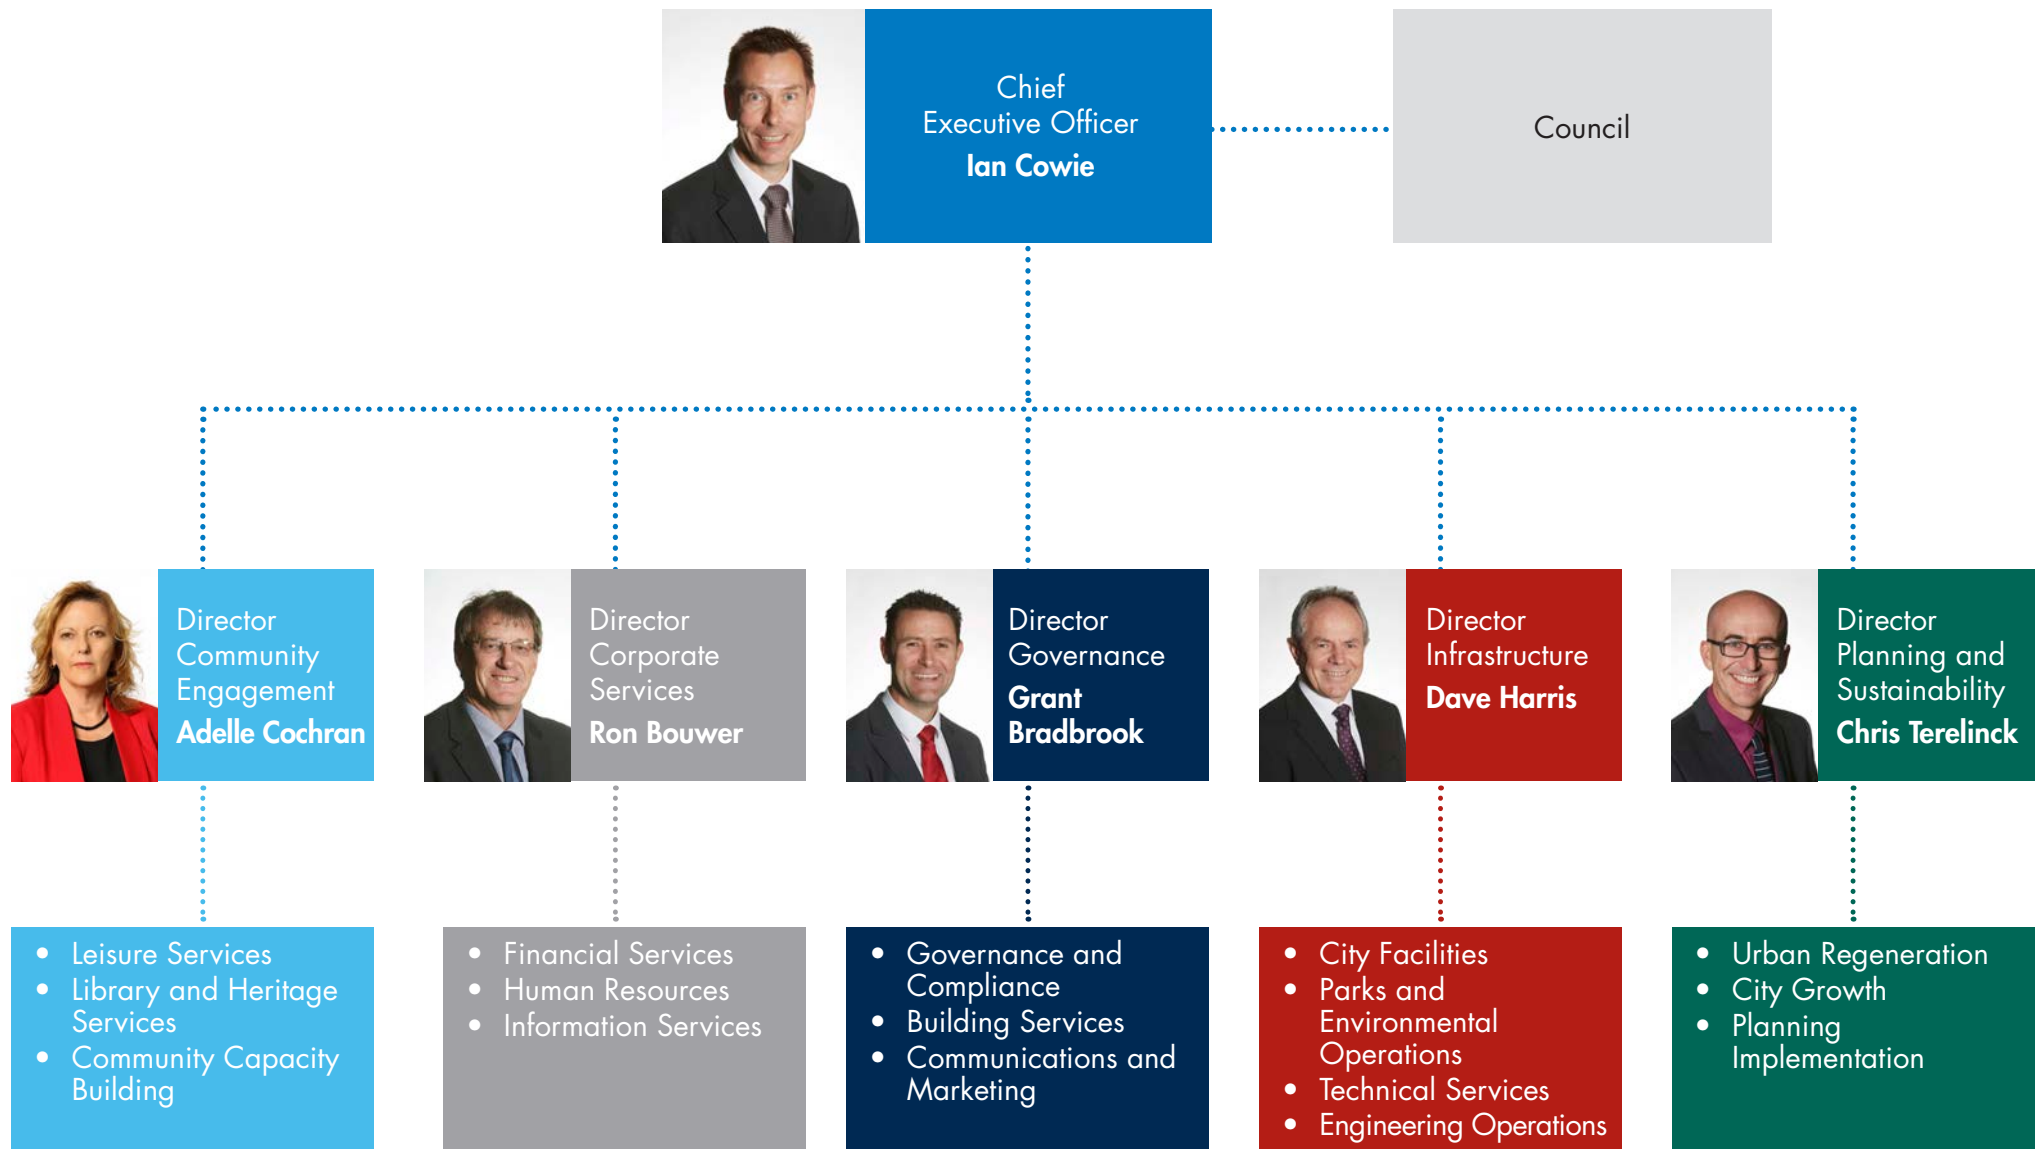 Chief
Executive Officer
Ian Cowie
Council
Director
Community
Engagement
Adelle Cochran
Director
Corporate
Services
Ron Bouwer
Director
Governance
Grant
Bradbrook
Director
Infrastructure
Dave Harris
Director
Planning and
Sustainability
Chris Terelinck
• Leisure Services
• Library and Heritage
Services
• Community Capacity
Building
• Financial Services
• Human Resources
• Information Services
• Governance and
Compliance
• Building Services
• Communications and
Marketing
• City Facilities
• Parks and
Environmental
Operations
• Technical Services
• Engineering Operations
• Urban Regeneration
• City Growth
• Planning
Implementation